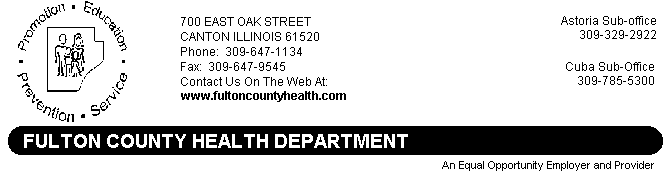 Promotion • Education • Service • Prevention •
700 EAST OAK STREET
CANTON ILLINOIS 61520
Phone: 309-647-1134
Fax: 309-647-9545
Contact Us On The Web At:
www.fultoncountyhealth.com
Astoria Sub-office
309-329-2922
Cuba Sub-Office
309-785-5300
FULTON COUNTY HEALTH DEPARTMENT
An Equal Opportunity Employer and Provider